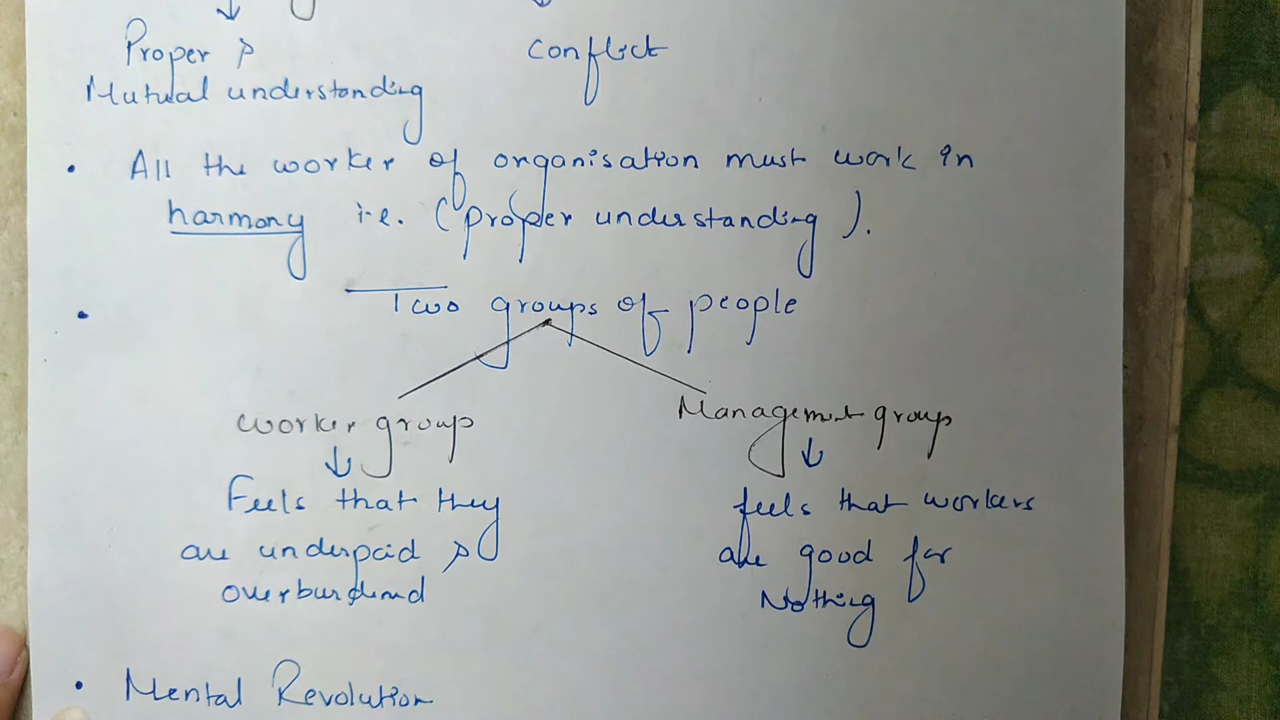 Proper &
Conflict
Mutual understanding
• All the worker of organisation must work in
harmony i.e. (proper understanding).
• Two groups of people
Worker group
Management group
Feels that they
are underpaid &
overburdened
feels that workers
are good for
Nothing
• Mental Revolution